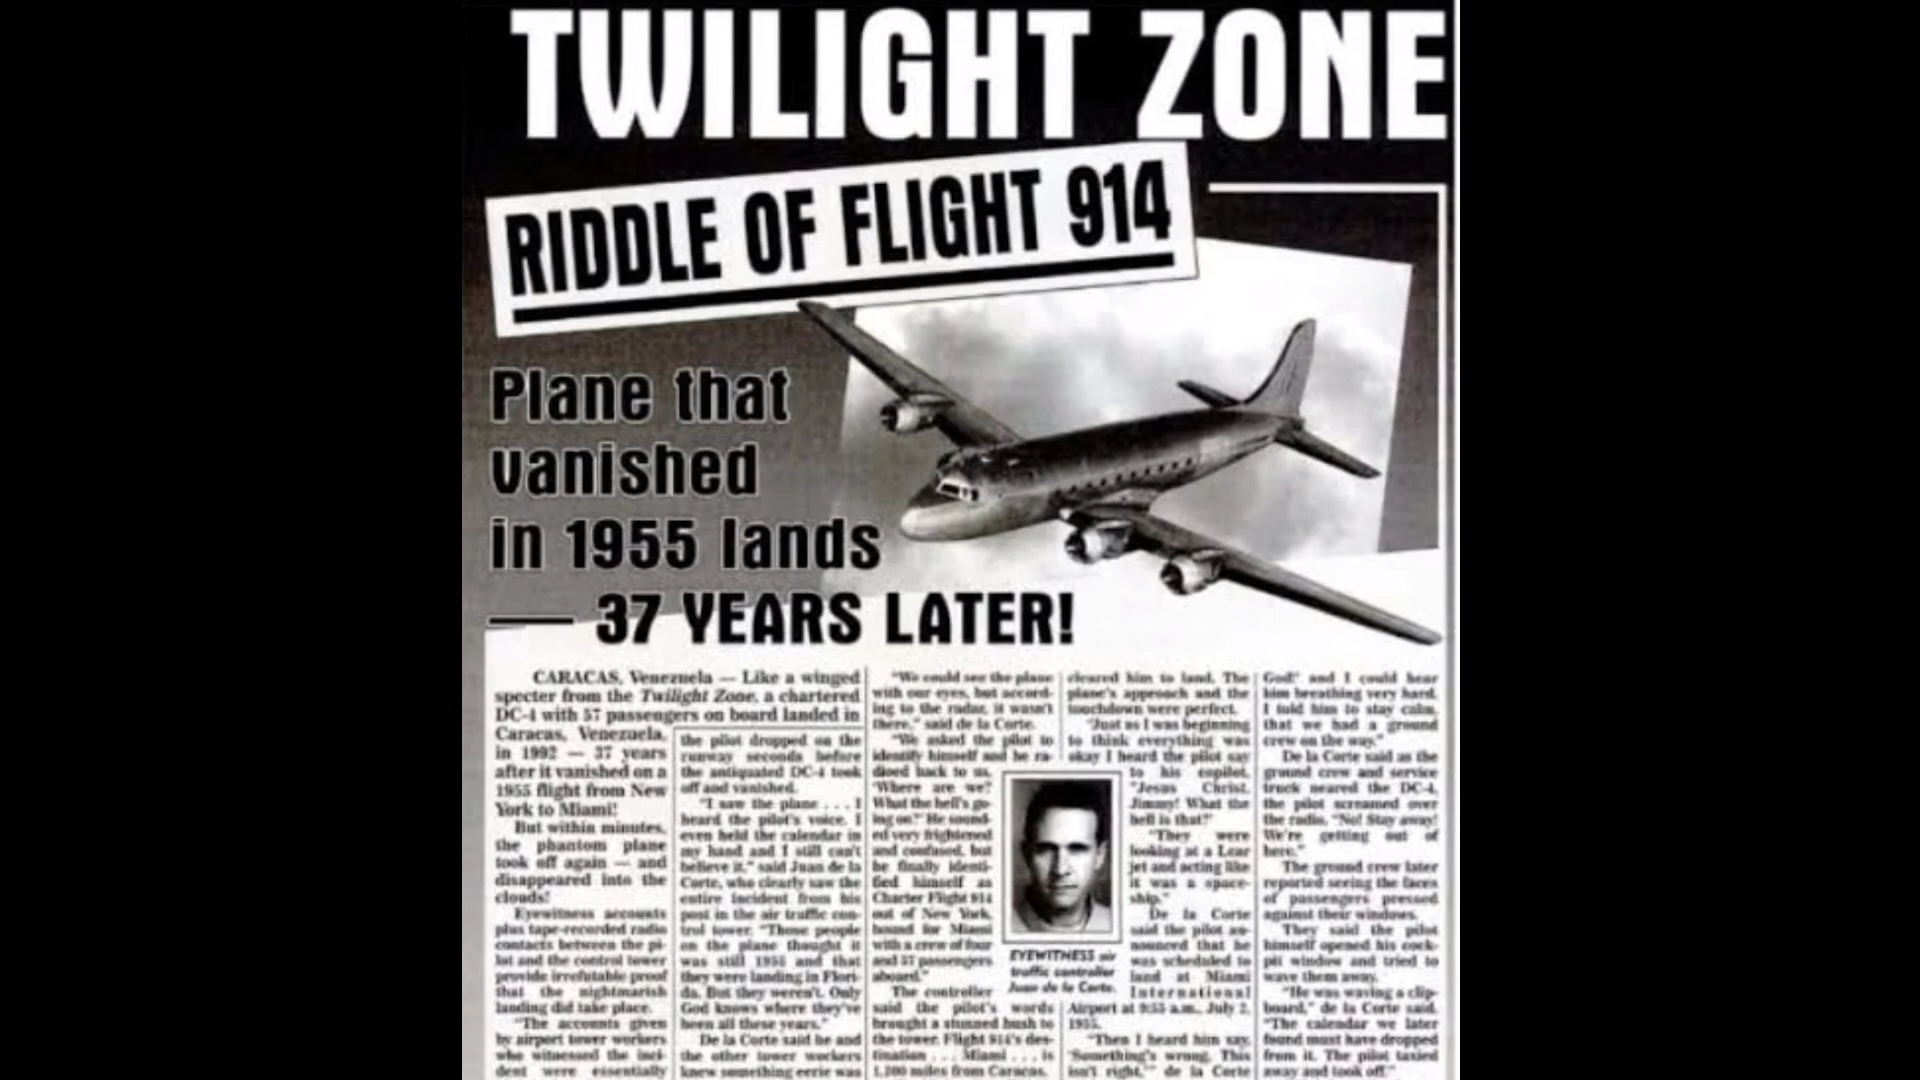 TWILIGHT ZONE
RIDDLE OF FLIGHT 914
Plane that
vanished
in 1955 lands
— 37 YEARS LATER!
CARACAS, Venezuela — Like a winged
specter from the Twilight Zone, a chartered
DC-4 with 57 passengers on board landed in
Caracas, Venezuela,
in 1992 — 37 years
after it vanished on a
1955 flight from New
York to Miami!
But within minutes,
the phantom plane
took off again — and
disappeared into the
clouds!
Eyewitness accounts
plus tape-recorded radio
contacts between the pi-
lot and the control tower
provide irrefutable proof
that the nightmarish
landing did take place.
"The accounts given
by airport tower workers
who witnessed the inci-
dent were essentially
the pilot dropped on the
runway seconds before
the antiquated DC-4 took
off and vanished.
"I saw the plane . . . I
heard the pilot's voice. I
even held the calendar in
my hand and I still can't
believe it," said Juan de la
Corte, who clearly saw the
entire incident from his
post in the air traffic con-
trol tower. "Those people
on the plane thought it
was still 1955 and that
they were landing in Flori-
da. But they weren't. Only
God knows where they've
been all these years."
De la Corte said he and
the other tower workers
knew something eerie was
"We could see the plane
with our eyes, but accord-
ing to the radar, it wasn't
there," said de la Corte.
"We asked the pilot to
identify himself and he ra-
dioed back to us,
'Where are we?
What the hell's go-
ing on?' He sound-
ed very frightened
and confused, but
he finally identi-
fied himself as
Charter Flight 914
out of New York,
bound for Miami
with a crew of four
and 57 passengers
aboard."
The controller
said the pilot's words
brought a stunned hush to
the tower. Flight 914's des-
tination . . . Miami . . . is
1,200 miles from Caracas.
EYEWITNESS air
traffic controller
Juan de la Corte.
cleared him to land. The
plane's approach and the
touchdown were perfect.
"Just as I was beginning
to think everything was
okay I heard the pilot say
to his copilot,
"Jesus Christ,
Jimmy! What the
hell is that?'
"They were
looking at a Lear
jet and acting like
it was a space-
ship."
De la Corte
said the pilot an-
nounced that he
was scheduled to
land at Miami
International
Airport at 9:55 a.m., July 2,
1955.
"Then I heard him say,
'Something's wrong. This
isn't right,'" de la Corte
God!' and I could hear
him breathing very hard.
I told him to stay calm,
that we had a ground
crew on the way."
De la Corte said as the
ground crew and service
truck neared the DC-4,
the pilot screamed over
the radio, "No! Stay away!
We're getting out of
here."
The ground crew later
reported seeing the faces
of passengers pressed
against their windows.
They said the pilot
himself opened his cock-
pit window and tried to
wave them away.
"He was waving a clip-
board," de la Corte said.
"The calendar we later
found must have dropped
from it. The pilot taxied
away and took off."